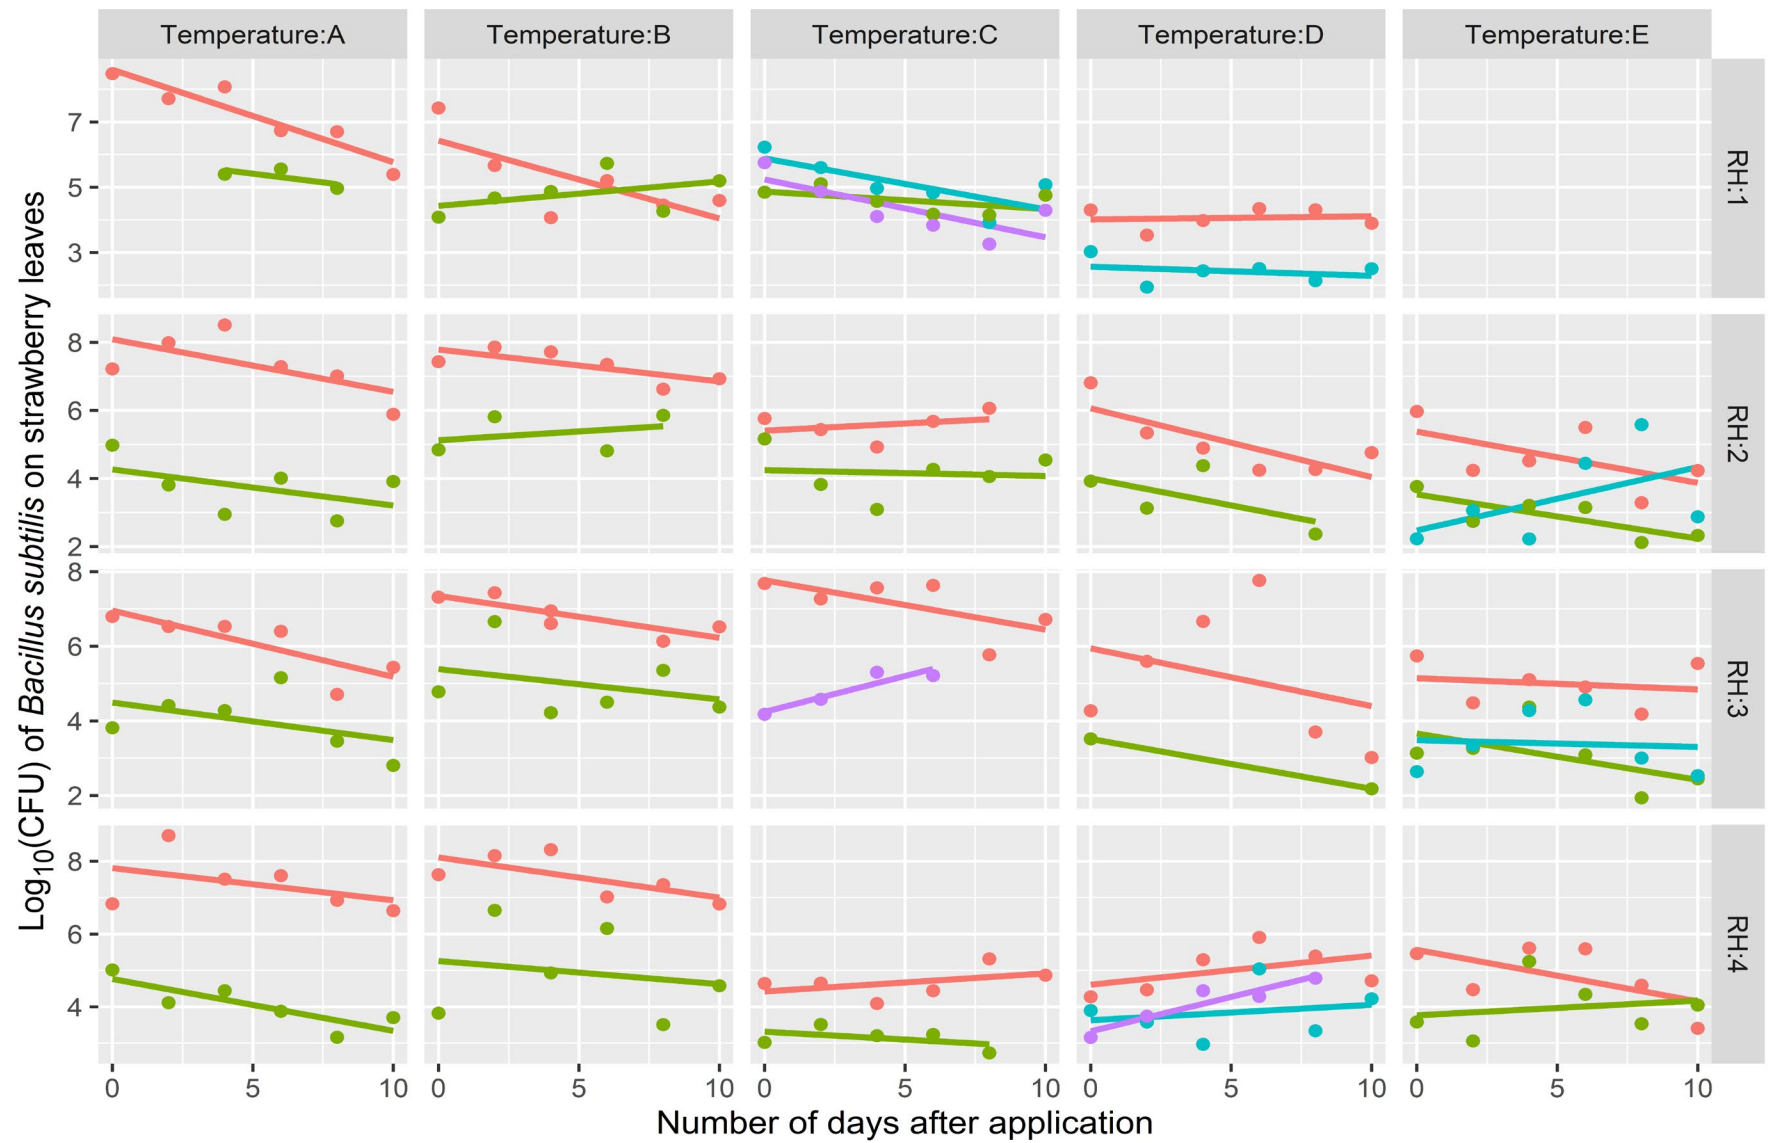 Temperature:A Temperature:B Temperature:C Temperature:D Temperature:E
7
5
3
RH:1
8
6
4
2
RH:2
8
6
4
2
RH:3
8
6
4
RH:4
0 5 10 0 5 10 0 5 10 0 5 10 0 5 10
Number of days after application
Log10(CFU) of Bacillus subtilis on strawberry leaves